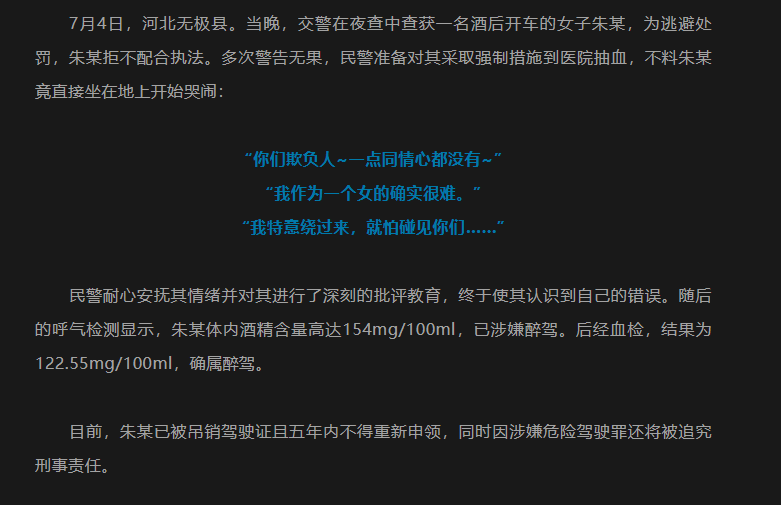 7月4日，河北无极县。当晚，交警在夜查中查获一名酒后开车的女子朱某，为逃避处
罚，朱某拒不配合执法。多次警告无果，民警准备对其采取强制措施到医院抽血，不料朱某
竟直接坐在地上开始哭闹：
“你们欺负人~一点同情心都没有~”
“我作为一个女的确实很难。”
“我特意绕过来，就怕碰见你们……”
民警耐心安抚其情绪并对其进行了深刻的批评教育，终于使其认识到自己的错误。随后
的呼气检测显示，朱某体内酒精含量高达154mg/100ml，已涉嫌醉驾。后经血检，结果为
122.55mg/100ml，确属醉驾。
目前，朱某已被吊销驾驶证且五年内不得重新申领，同时因涉嫌危险驾驶罪还将被追究
刑事责任。